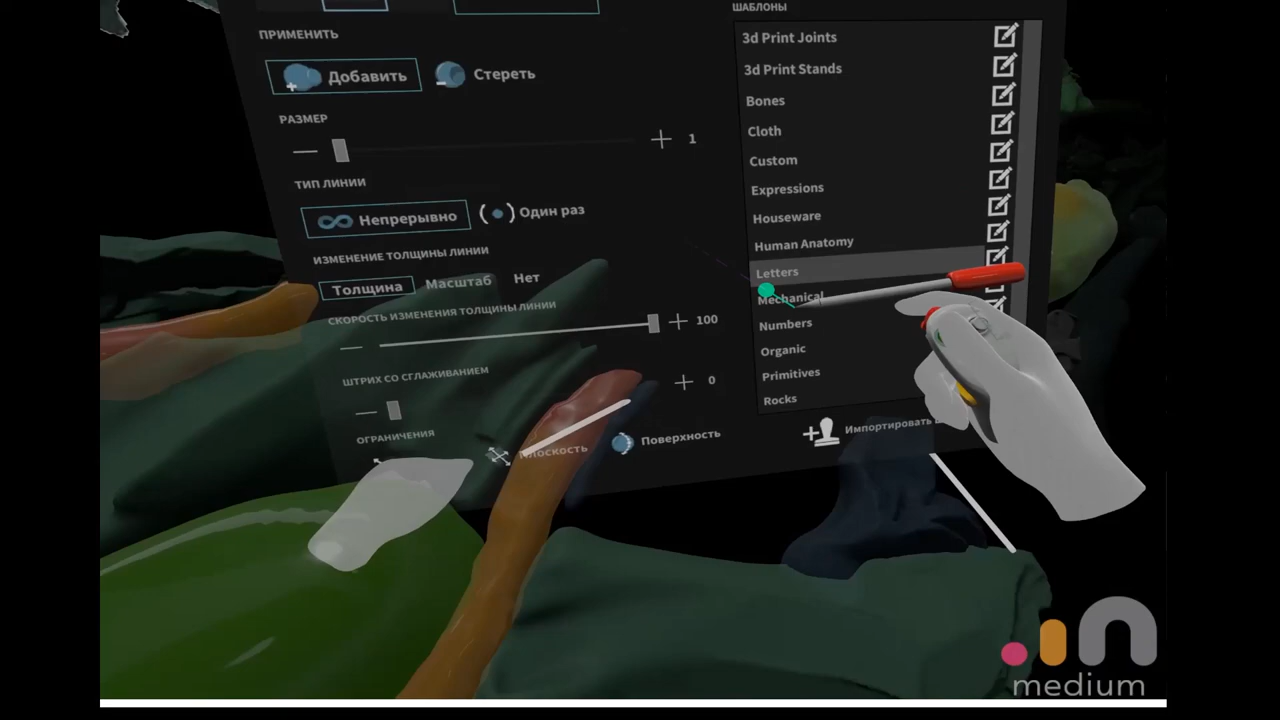 ПРИМЕНИТЬ
Добавить
Стереть
РАЗМЕР
1
ТИП ЛИНИИ
Непрерывно
Один раз
ИЗМЕНЕНИЕ ТОЛЩИНЫ ЛИНИИ
Толщина
Масштаб
Нет
СКОРОСТЬ ИЗМЕНЕНИЯ ТОЛЩИНЫ ЛИНИИ
100
ШТРИХ СО СГЛАЖИВАНИЕМ
0
ОГРАНИЧЕНИЯ
Плоскость
Поверхность
ШАБЛОНЫ
3d Print Joints
3d Print Stands
Bones
Cloth
Custom
Expressions
Houseware
Human Anatomy
Letters
Mechanical
Numbers
Organic
Primitives
Rocks
Импортировать
medium